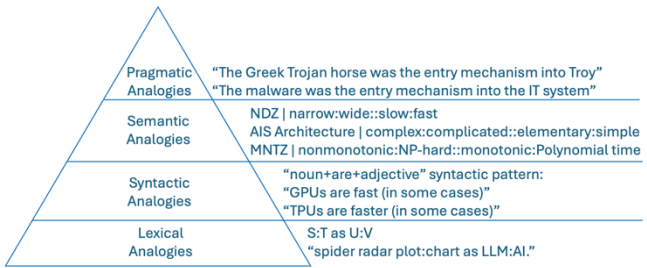 Pragmatic
Analogies
“The Greek Trojan horse was the entry mechanism into Troy”
“The malware was the entry mechanism into the IT system”
Semantic
Analogies
NDZ | narrow:wide::slow:fast
AIS Architecture | complex:complicated::elementary:simple
MNTZ | nonmonotonic:NP-hard::monotonic:Polynomial time
Syntactic
Analogies
“noun+are+adjective” syntactic pattern:
“GPUs are fast (in some cases)”
“TPUs are faster (in some cases)”
Lexical
Analogies
S:T as U:V
“spider radar plot:chart as LLM:AI.”